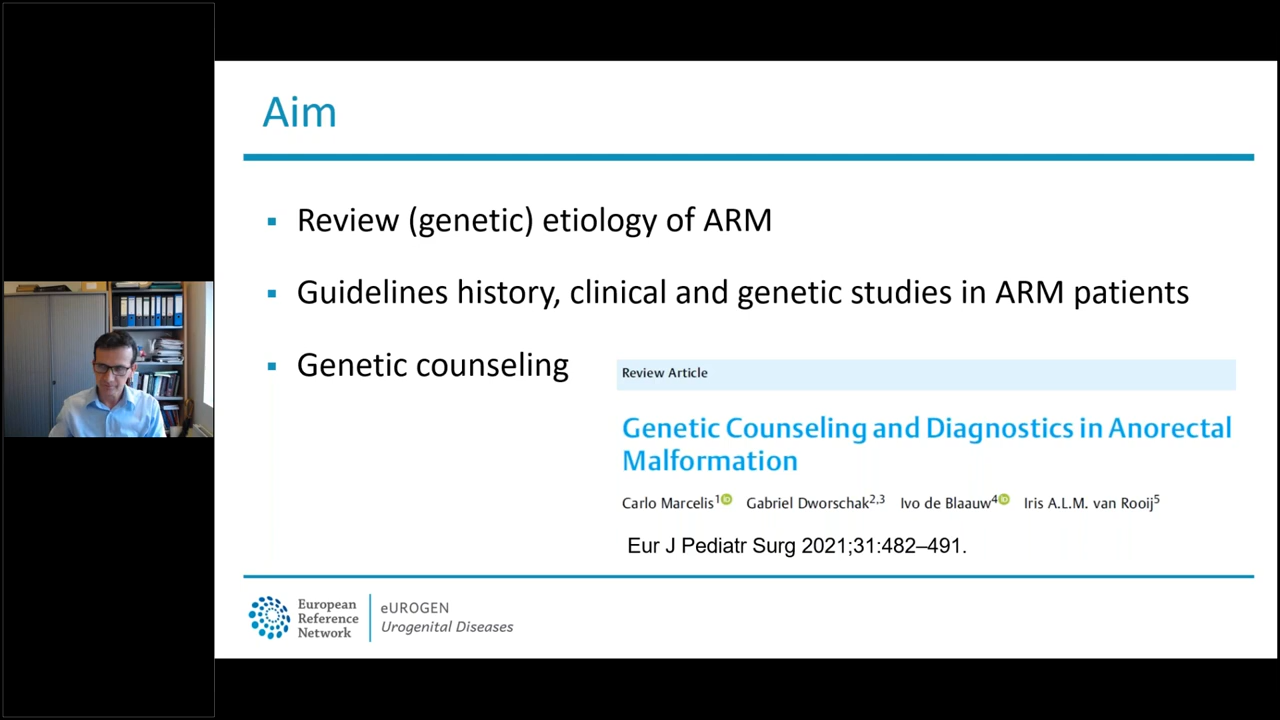 Aim
▪ Review (genetic) etiology of ARM
▪ Guidelines history, clinical and genetic studies in ARM patients
▪ Genetic counseling
Review Article
Genetic Counseling and Diagnostics in Anorectal
Malformation
Carlo Marcelis1 Gabriel Dworschak2,3 Ivo de Blaauw4 Iris A.L.M. van Rooij5
Eur J Pediatr Surg 2021;31:482–491.
European
Reference
Network
eUROGEN
Urogenital Diseases